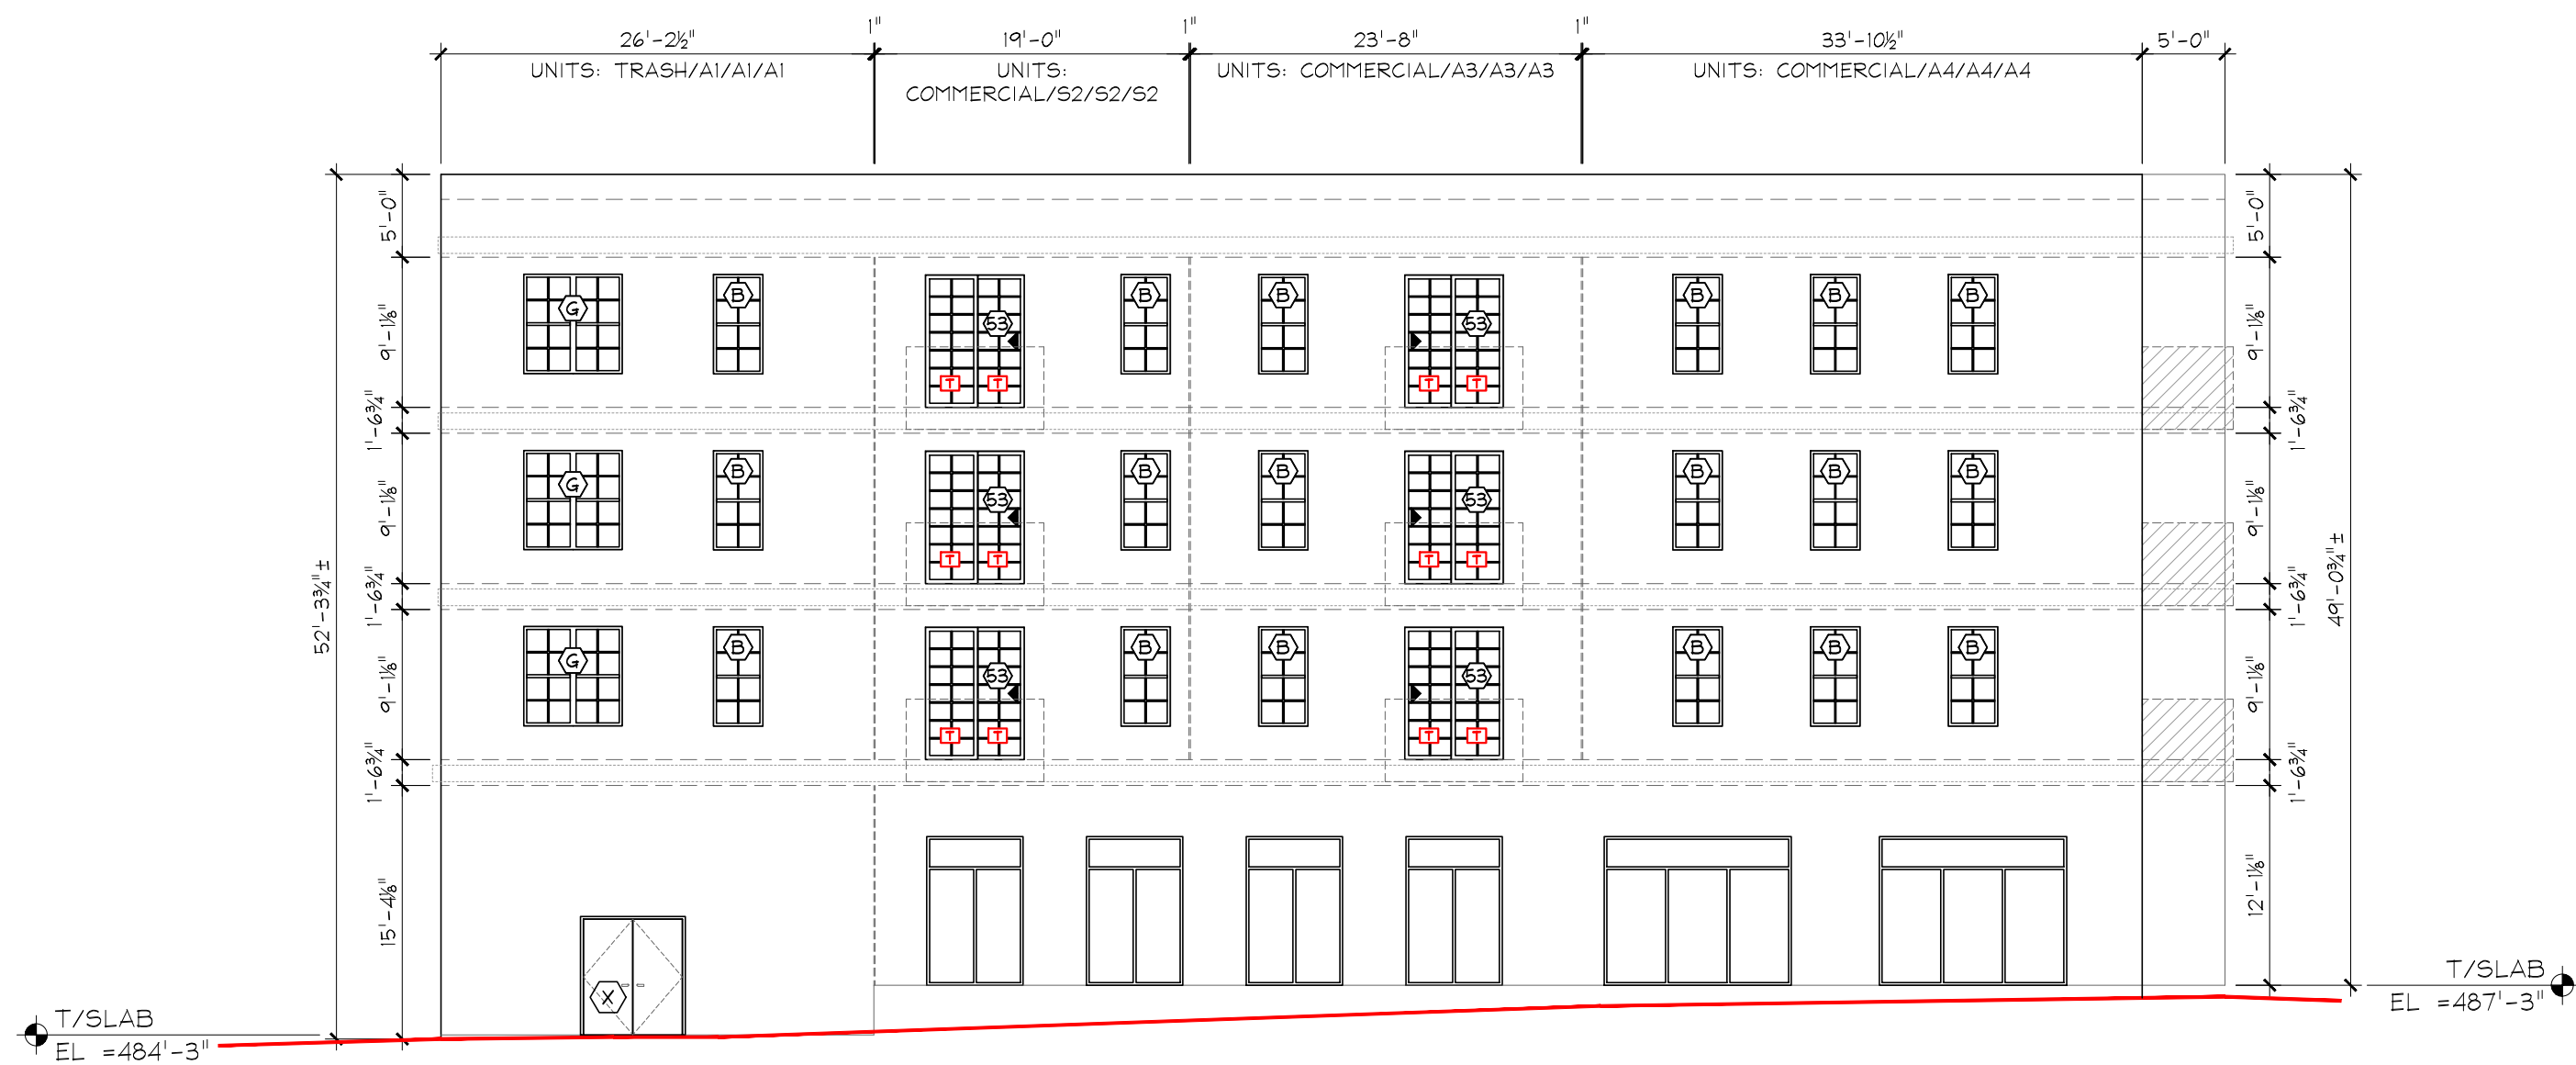 1" 1" 1"
26'-2½" 19'-0" 23'-8" 33'-10½" 5'-0"
UNITS: TRASH/A1/A1/A1
UNITS:
COMMERCIAL/S2/S2/S2
UNITS: COMMERCIAL/A3/A3/A3
UNITS: COMMERCIAL/A4/A4/A4
5'-0"
9'-1⅛"
1'-6¾"
9'-1⅛"
1'-6¾"
9'-1⅛"
1'-6¾"
15'-4⅛"
52'-3¾"±
G B 53 B B 53 B B B
T T T T
G B 53 B B 53 B B B
T T T T
G B 53 B B 53 B B B
T T T T
X
5'-0"
9'-1⅛"
1'-6¾"
9'-1⅛"
1'-6¾"
9'-1⅛"
1'-6¾"
12'-1⅛"
49'-0¾"±
T/SLAB
EL =484'-3"
T/SLAB
EL =487'-3"